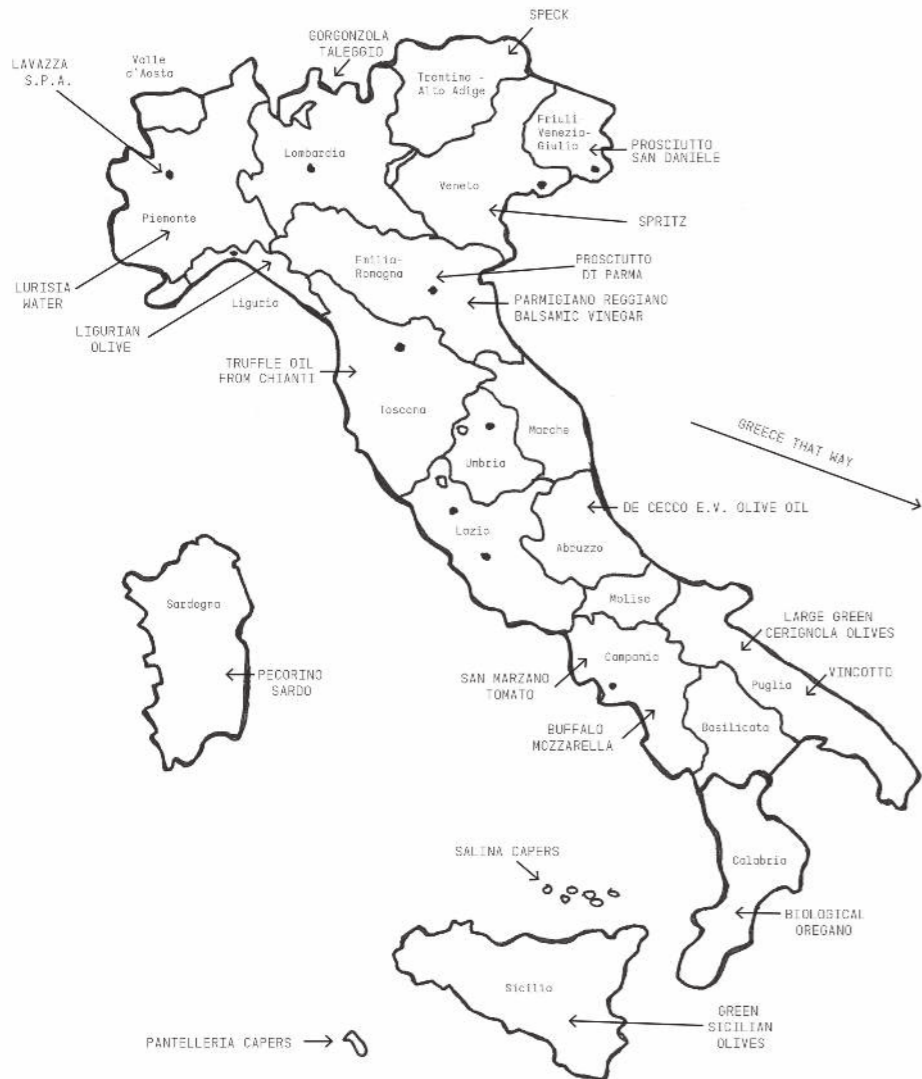 SPECK
GORGONZOLA
TALEGGIO
Valle
d'Aosta
LAVAZZA
S.P.A.
Trentino -
Alto Adige
Friuli
Venezia-
Giulia
PROSCIUTTO
SAN DANIELE
Lombardia
Veneto
Piemonte
SPRITZ
Emilia-
Romagna
PROSCIUTTO
DI PARMA
LURISIA
WATER
Liguria
PARMIGIANO REGGIANO
BALSAMIC VINEGAR
LIGURIAN
OLIVE
TRUFFLE OIL
FROM CHIANTI
Toscana
Marche
GREECE THAT WAY
Umbria
DE CECCO E.V. OLIVE OIL
Lazio
Abruzzo
Sardegna
Molise
LARGE GREEN
CERIGNOLA OLIVES
PECORINO
SARDO
SAN MARZANO
TOMATO
Campania
Puglia
VINCOTTO
BUFFALO
MOZZARELLA
Basilicata
SALINA CAPERS
Calabria
BIOLOGICAL
OREGANO
Sicilia
GREEN
SICILIAN
OLIVES
PANTELLERIA CAPERS